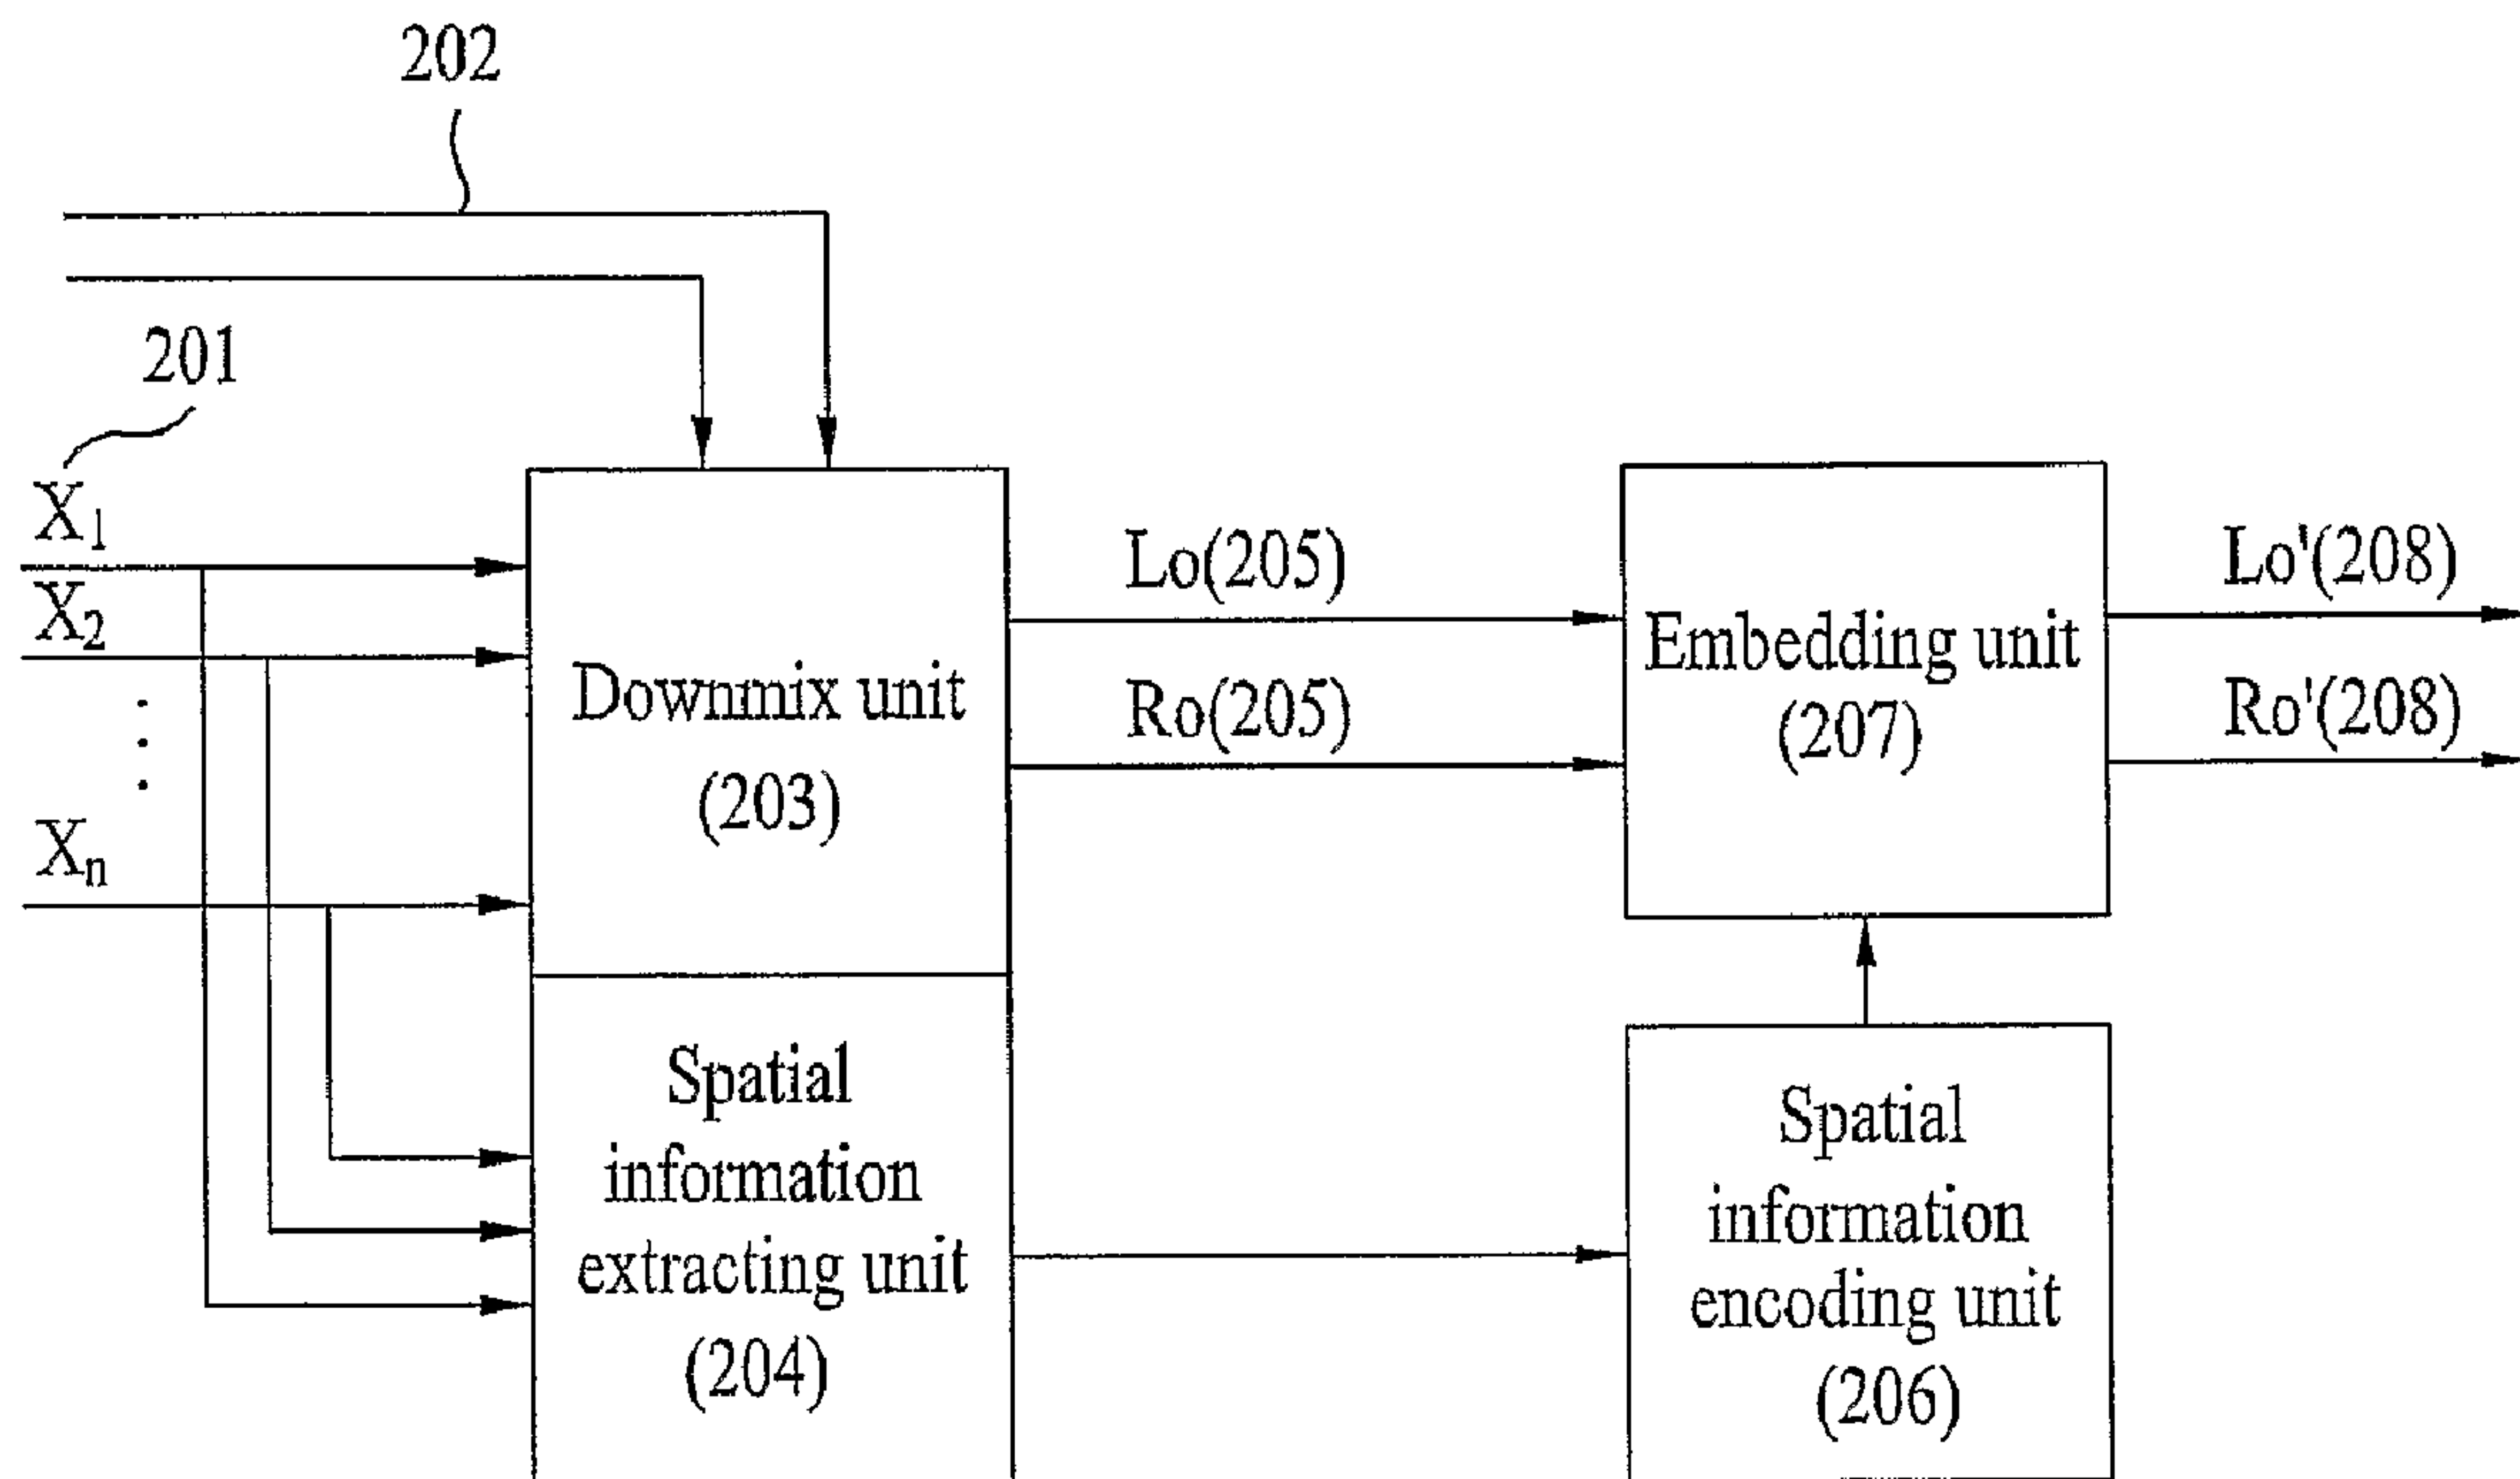 202
201
X1
X2
Xn
Downmix unit
(203)
Lo(205)
Ro(205)
Embedding unit
(207)
Lo'(208)
Ro'(208)
Spatial
information
extracting unit
(204)
Spatial
information
encoding unit
(206)